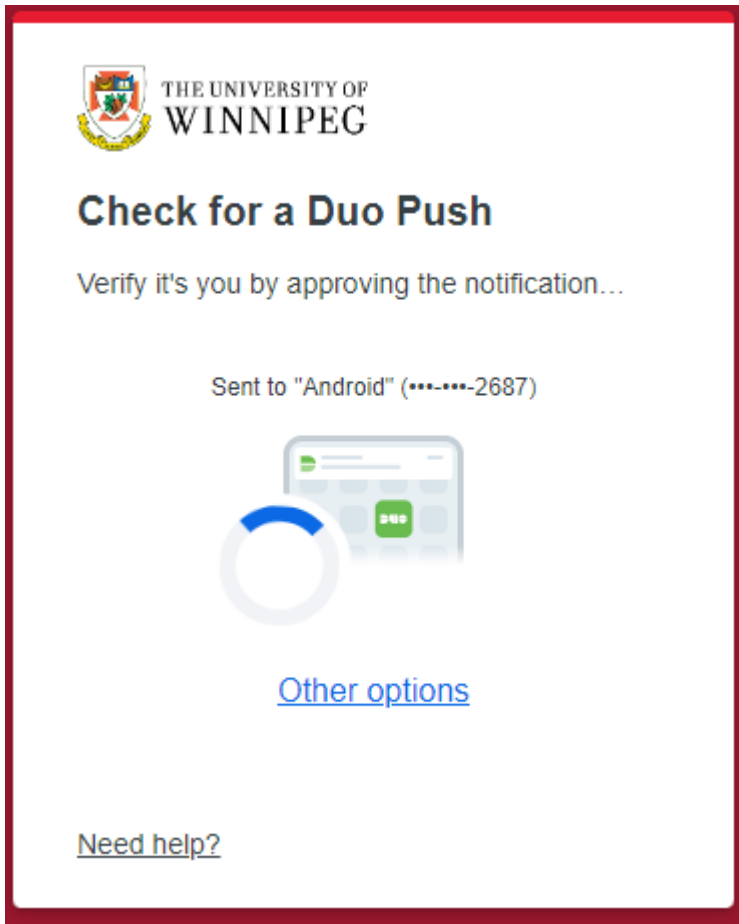 THE UNIVERSITY OF
WINNIPEG
Check for a Duo Push
Verify it's you by approving the notification...
Sent to "Android" (•••-•••-2687)
DUO
Other options
Need help?